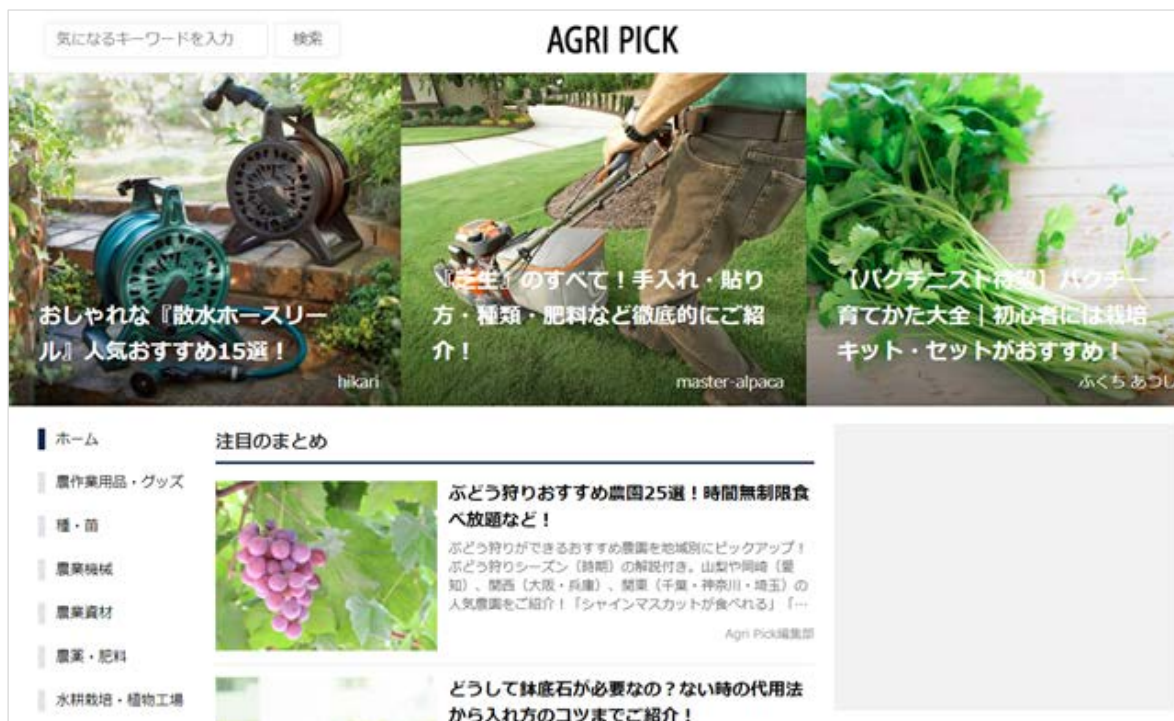 気になるキーワードを入力
検索
AGRI PICK
おしゃれな『散水ホースリー
ル』人気おすすめ15選！
hikari
『芝生』のすべて！手入れ・貼り
方・種類・肥料など徹底的にご紹
介！
master-alpaca
【パクチニスト待望】パクチー
育てかた大全｜初心者には栽培
キット・セットがおすすめ！
ふくち あつし
ホーム
農作業用品・グッズ
種・苗
農業機械
農業資材
農薬・肥料
水耕栽培・植物工場
注目のまとめ
ぶどう狩りおすすめ農園25選！時間無制限食
べ放題など！
ぶどう狩りができるおすすめ農園を地域別にピックアップ！
ぶどう狩りシーズン（時期）の解説付き。山梨や岡崎（愛
知）、関西（大阪・兵庫）、関東（千葉・神奈川・埼玉）の
人気農園をご紹介！「シャインマスカットが食べれる」「…
Agri Pick編集部
どうして鉢底石が必要なの？ない時の代用法
から入れ方のコツまでご紹介！